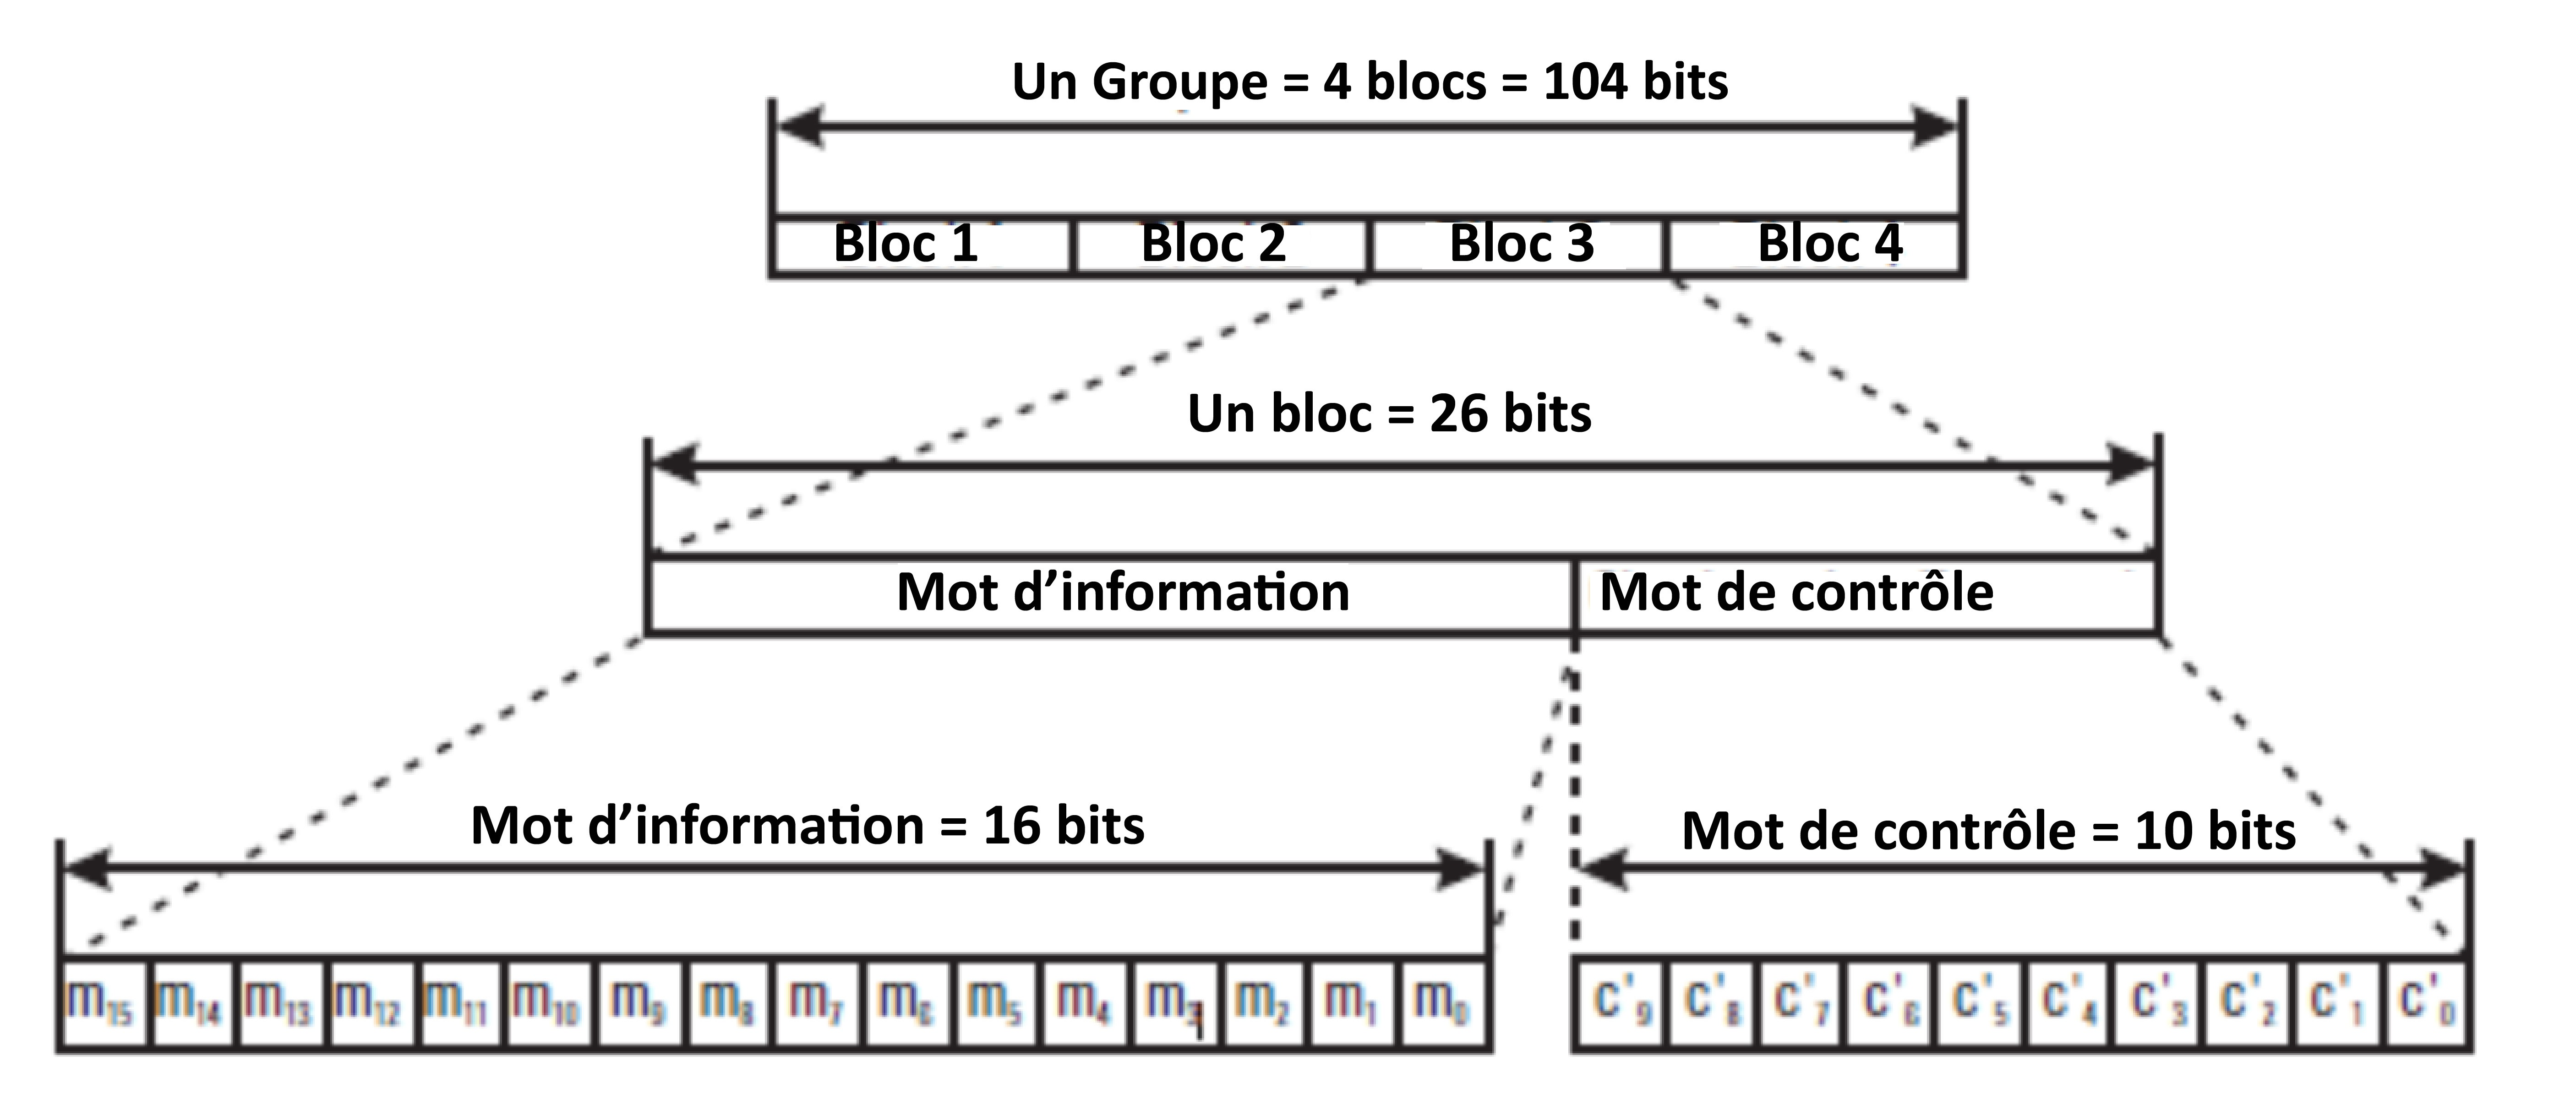 Un Groupe = 4 blocs = 104 bits
Bloc 1 Bloc 2 Bloc 3 Bloc 4
Un bloc = 26 bits
Mot d’information Mot de contrôle
Mot d’information = 16 bits Mot de contrôle = 10 bits
m15 m14 m13 m12 m11 m10 m9 m8 m7 m6 m5 m4 m3 m2 m1 m0 c'9 c'8 c'7 c'6 c'5 c'4 c'3 c'2 c'1 c'0